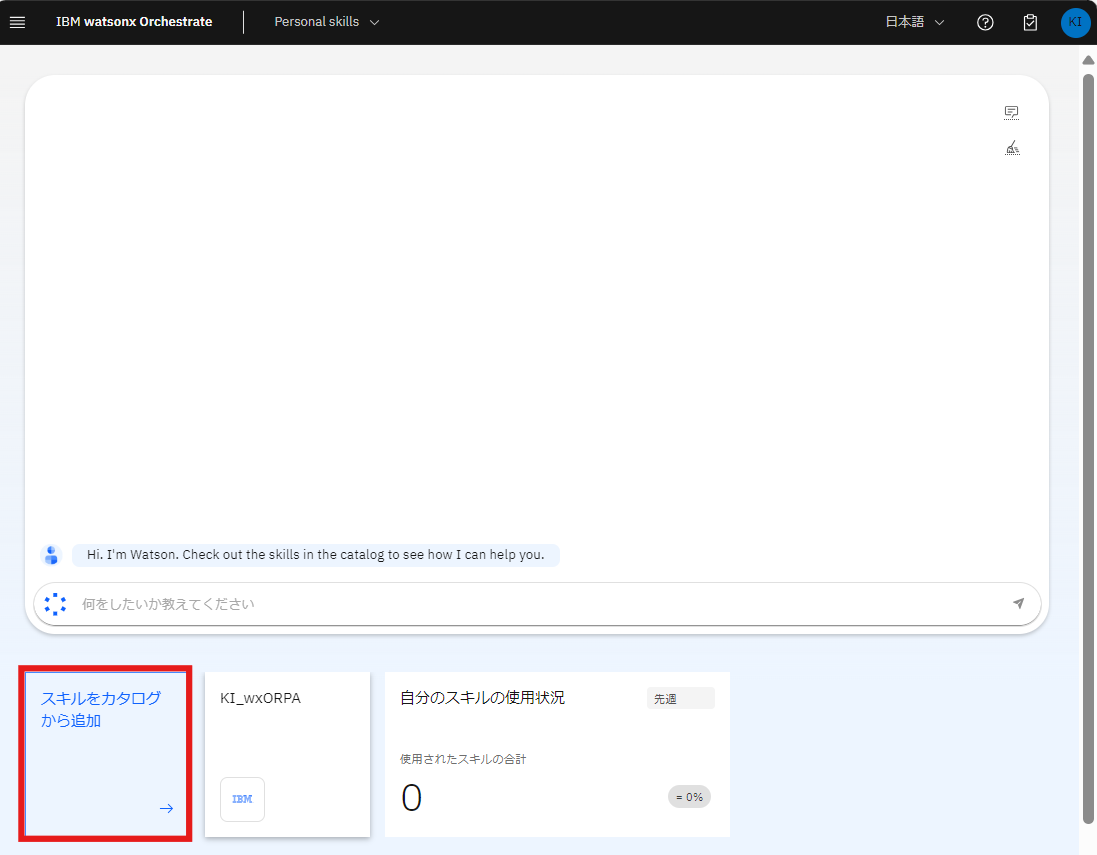 IBM watsonx Orchestrate
Personal skills
日本語
KI
Hi. I'm Watson. Check out the skills in the catalog to see how I can help you.
何をしたいか教えてください
スキルをカタログ
から追加
KI_wxORPA
IBM
自分のスキルの使用状況
先週
使用されたスキルの合計
0
= 0%